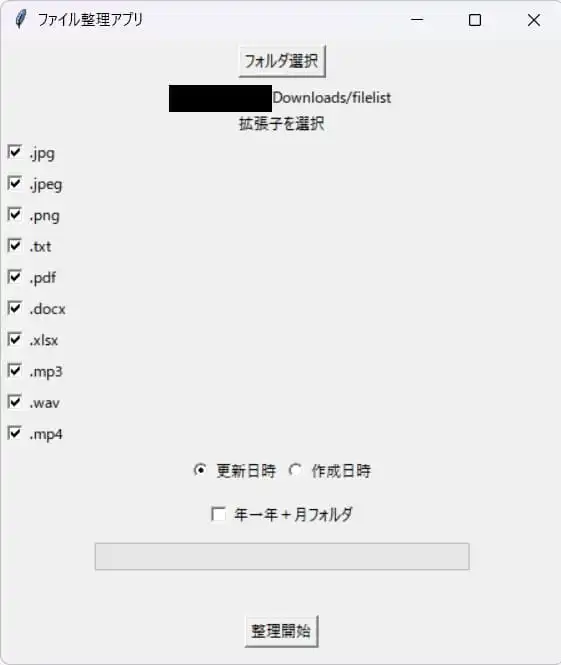 ファイル整理アプリ
フォルダ選択
Downloads/filelist
拡張子を選択
.jpg
.jpeg
.png
.txt
.pdf
.docx
.xlsx
.mp3
.wav
.mp4
更新日時 作成日時
年→年+月フォルダ
整理開始